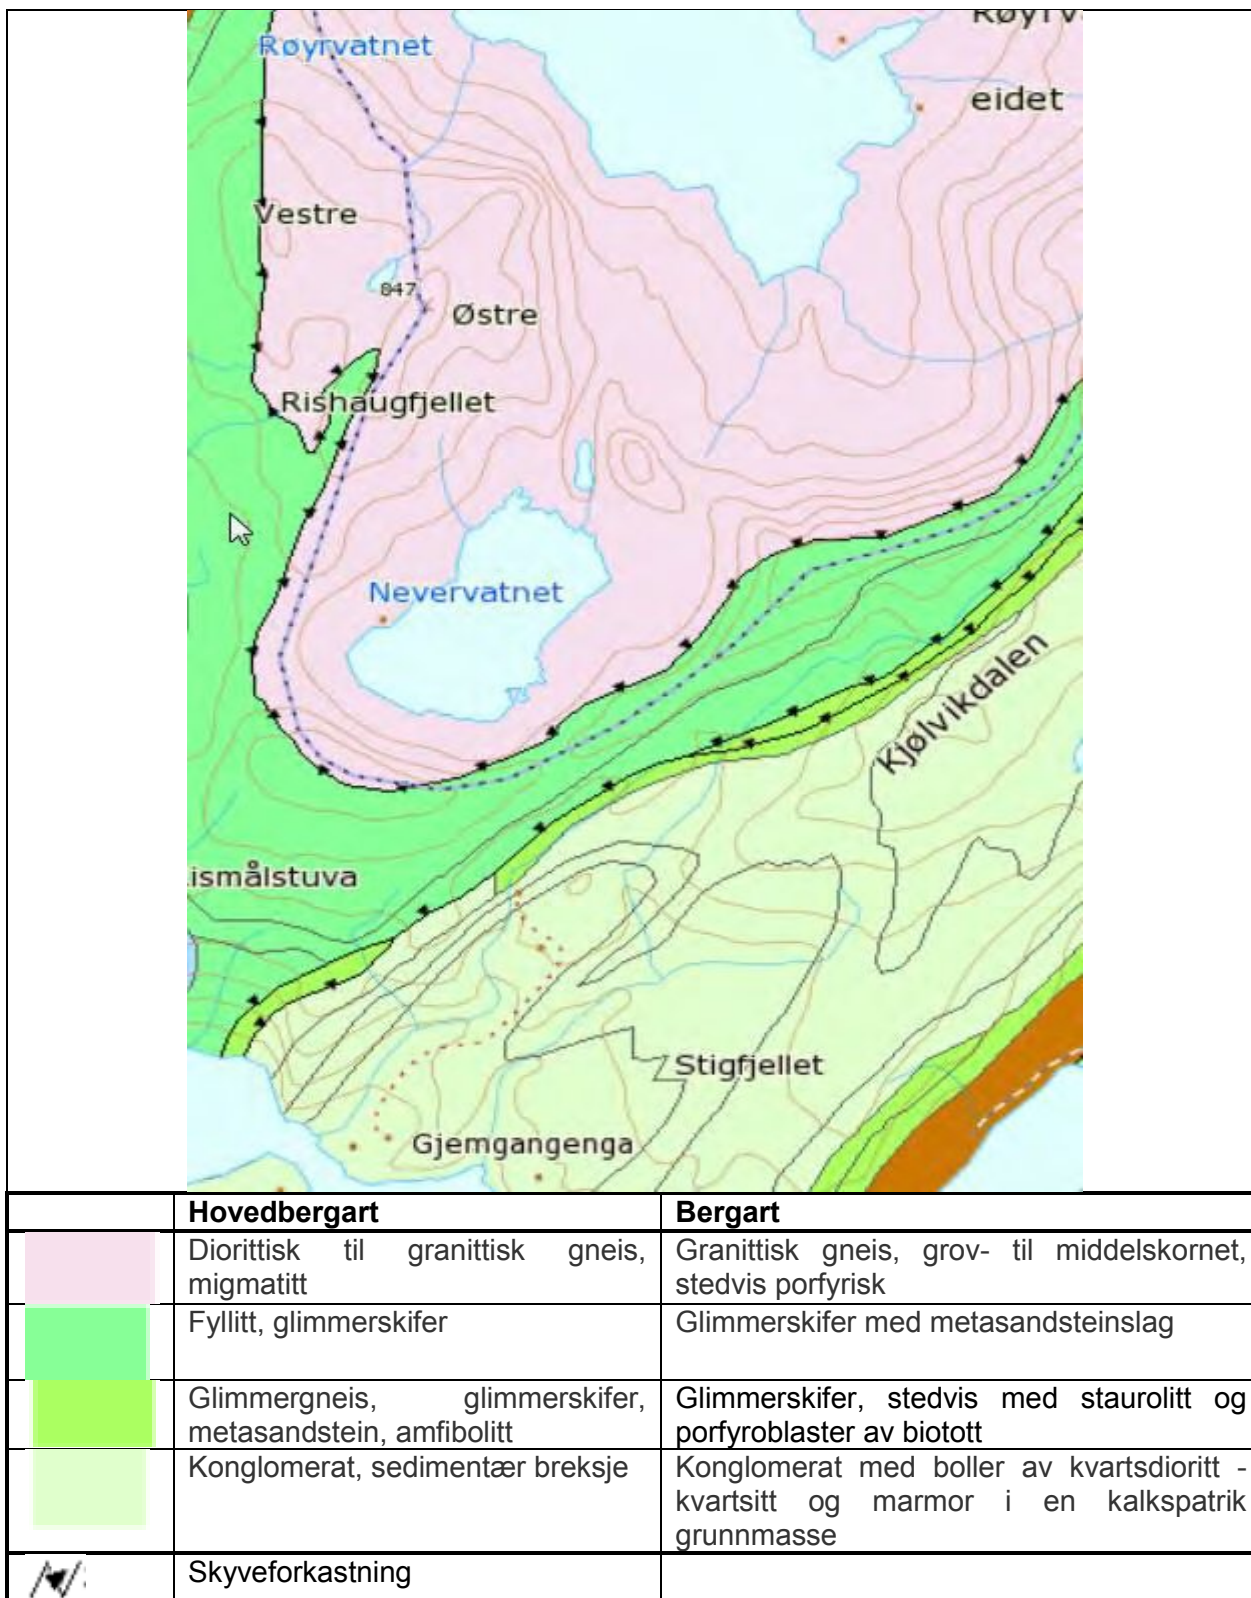 Røyrvatnet
eidet
Vestre
847
Østre
Rishaugfjellet
Nevervatnet
Kjølvikdalen
ismålstuva
Stigfjellet
Gjemgangenga
Hovedbergart Bergart
Diorittisk til granittisk gneis, Granittisk gneis, grov- til middelskornet,
migmatitt stedvis porfyrisk
Fyllitt, glimmerskifer Glimmerskifer med metasandsteinslag
Glimmergneis, glimmerskifer, Glimmerskifer, stedvis med staurolitt og
metasandstein, amfibolitt porfyroblaster av biotott
Konglomerat, sedimentær breksje Konglomerat med boller av kvartsdioritt -
kvartsitt og marmor i en kalkspatrik
grunnmasse
Skyveforkastning